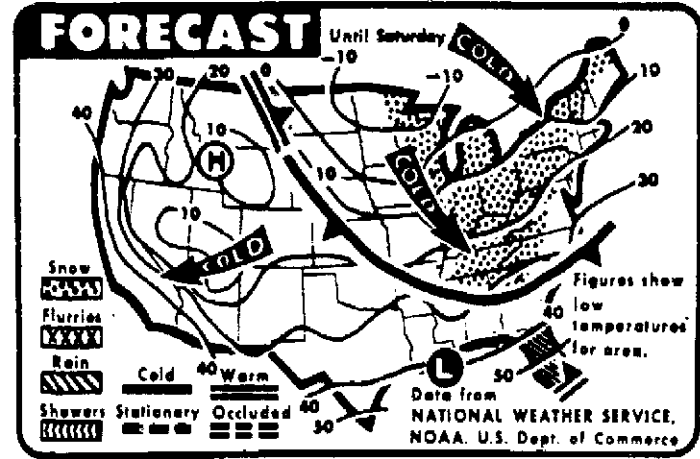 FORECAST
Until Saturday
COLD
0
-10
-10
10
20
30
30
20
0
40
10
H
10
10
COLD
COLD
Snow
Flurries
Rain
Showers
Cold
Warm
Stationary
Occluded
40
40
50
L
40
50
Figures show
low
temperatures
for area.
Data from
NATIONAL WEATHER SERVICE,
NOAA, U.S. Dept. of Commerce